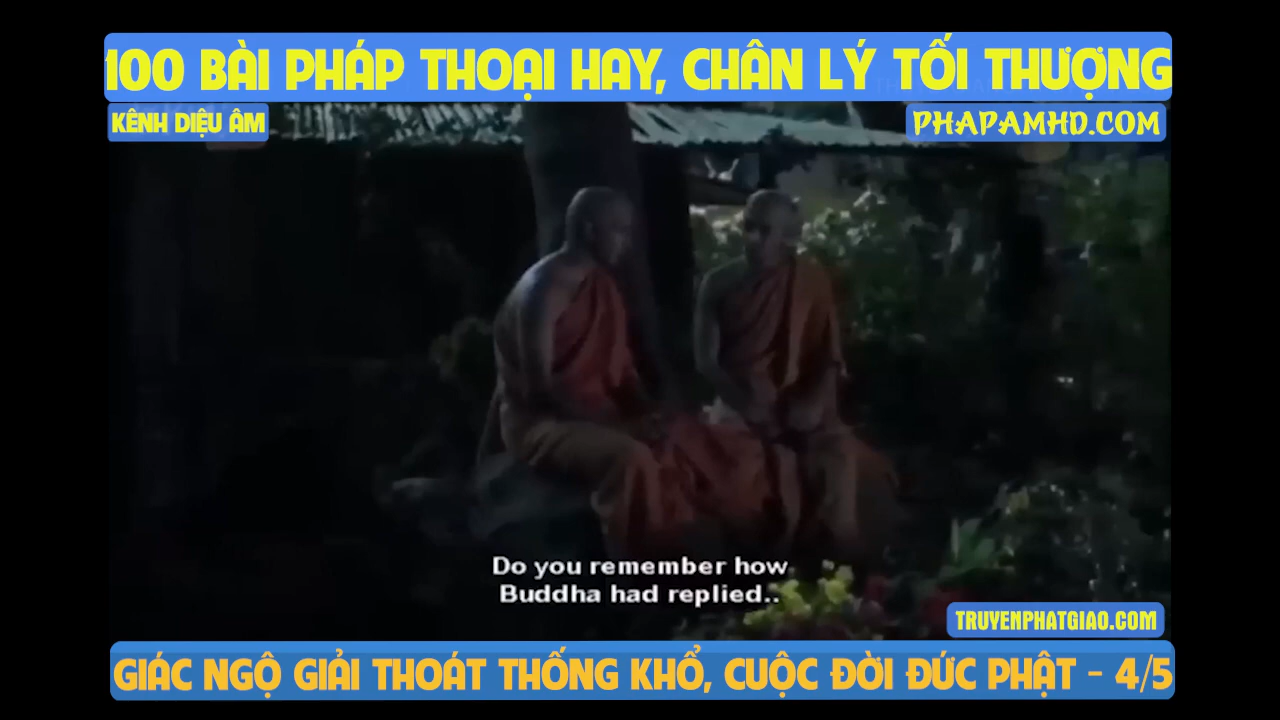 100 BÀI PHÁP THOẠI HAY, CHÂN LÝ TỐI THƯỢNG
KÊNH DIỆU ÂM
PHAPAMHD.COM
Do you remember how
Buddha had replied..
TRUYENPHATGIAO.COM
GIÁC NGỘ GIẢI THOÁT THỐNG KHỔ, CUỘC ĐỜI ĐỨC PHẬT - 4/5